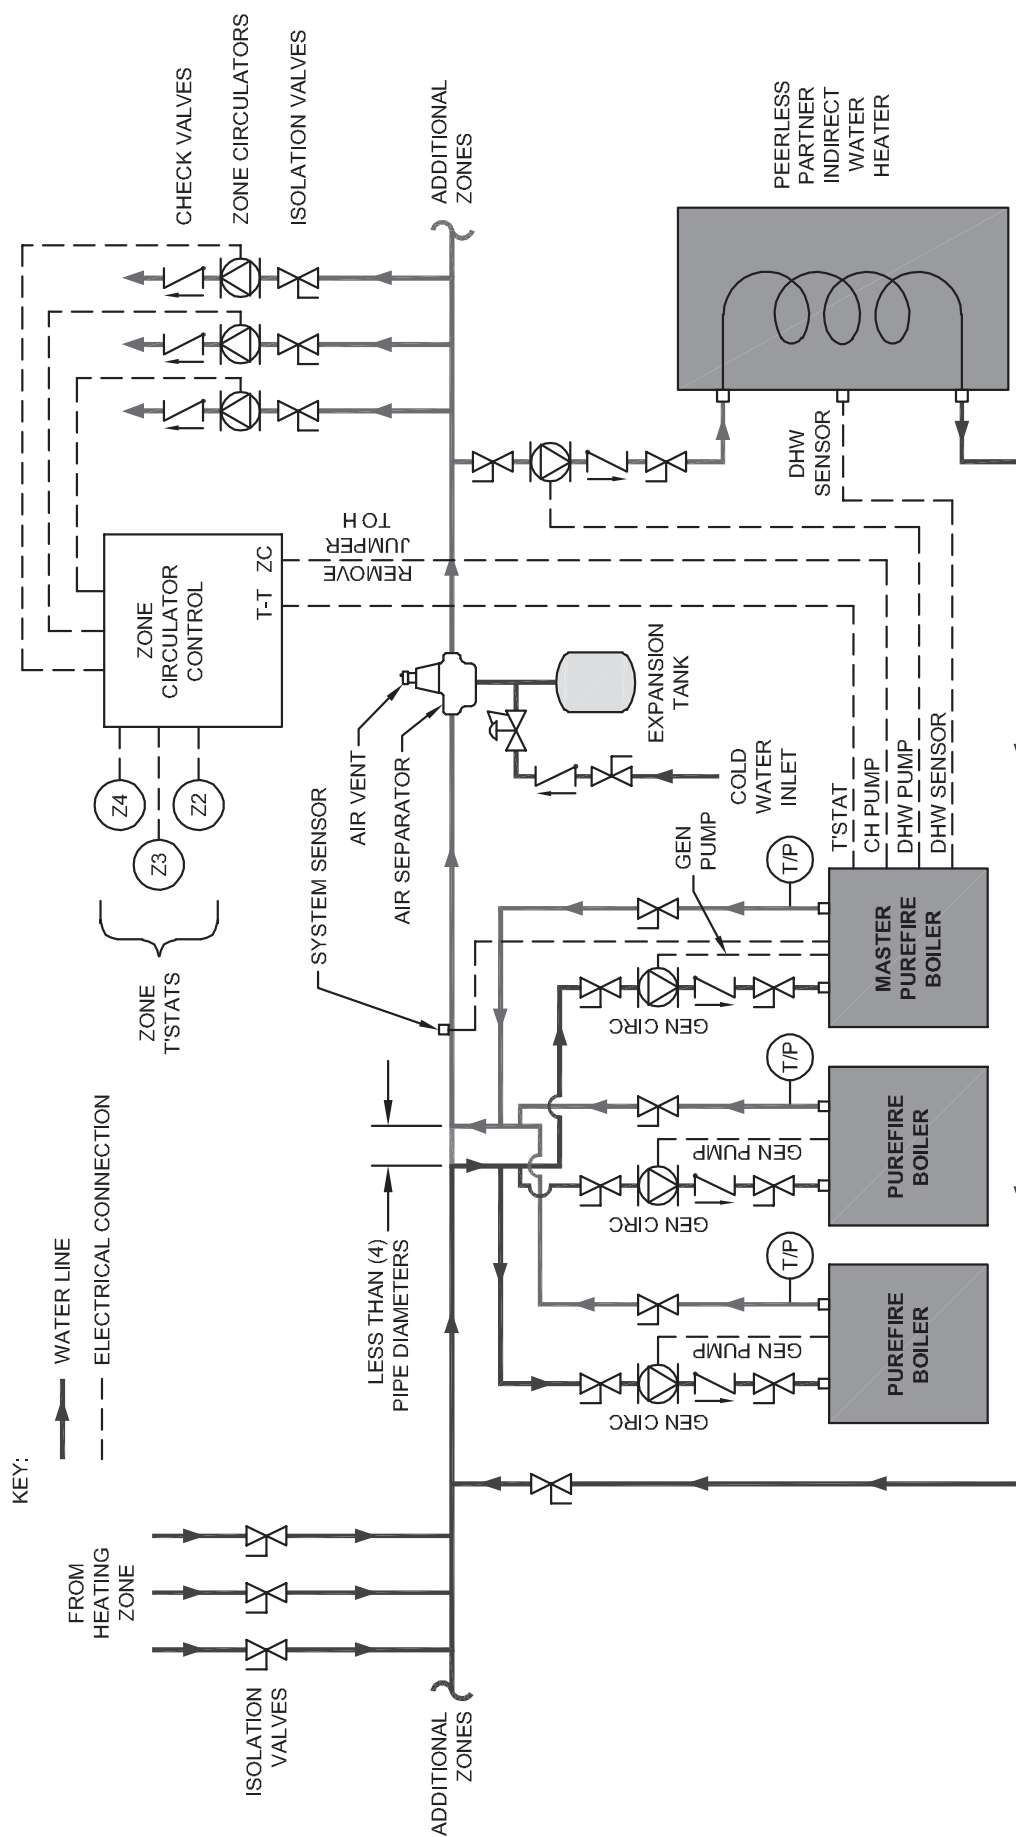 KEY:
WATER LINE
ELECTRICAL CONNECTION
FROM
HEATING
ZONE
ISOLATION
VALVES
ADDITIONAL
ZONES
ZONE
T'STATS
Z4
Z3
Z2
ZONE
CIRCULATOR
CONTROL
T-T
ZC
REMOVE
JUMPER
TO H
CHECK VALVES
ZONE CIRCULATORS
ISOLATION VALVES
ADDITIONAL
ZONES
LESS THAN (4)
PIPE DIAMETERS
SYSTEM SENSOR
AIR VENT
AIR SEPARATOR
EXPANSION
TANK
COLD
WATER
INLET
GEN
PUMP
DHW
SENSOR
PEERLESS
PARTNER
INDIRECT
WATER
HEATER
GEN CIRC
GEN PUMP
T/P
PUREFIRE
BOILER
GEN CIRC
GEN PUMP
T/P
PUREFIRE
BOILER
GEN CIRC
T/P
MASTER
PUREFIRE
BOILER
T'STAT
CH PUMP
DHW PUMP
DHW SENSOR